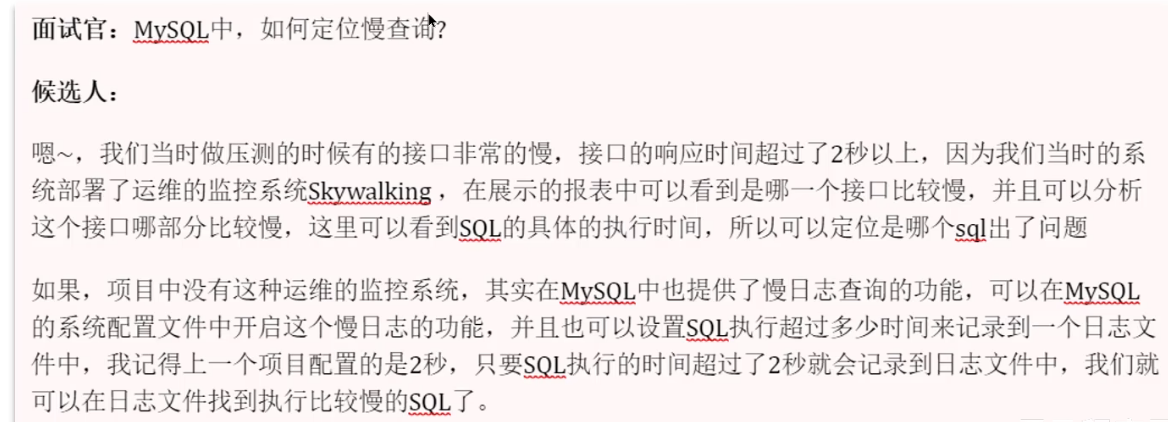 面试官：MySQL中，如何定位慢查询?
候选人：
嗯~，我们当时做压测的时候有的接口非常的慢，接口的响应时间超过了2秒以上，因为我们当时的系
统部署了运维的监控系统Skywalking ，在展示的报表中可以看到是哪一个接口比较慢，并且可以分析
这个接口哪部分比较慢，这里可以看到SQL的具体的执行时间，所以可以定位是哪个sql出了问题
如果，项目中没有这种运维的监控系统，其实在MySQL中也提供了慢日志查询的功能，可以在MySQL
的系统配置文件中开启这个慢日志的功能，并且也可以设置SQL执行超过多少时间来记录到一个日志文
件中，我记得上一个项目配置的是2秒，只要SQL执行的时间超过了2秒就会记录到日志文件中，我们就
可以在日志文件找到执行比较慢的SQL了。